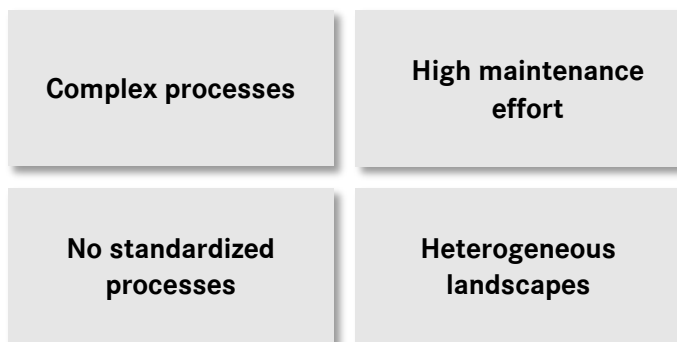 Complex processes
High maintenance
effort
No standardized
processes
Heterogeneous
landscapes